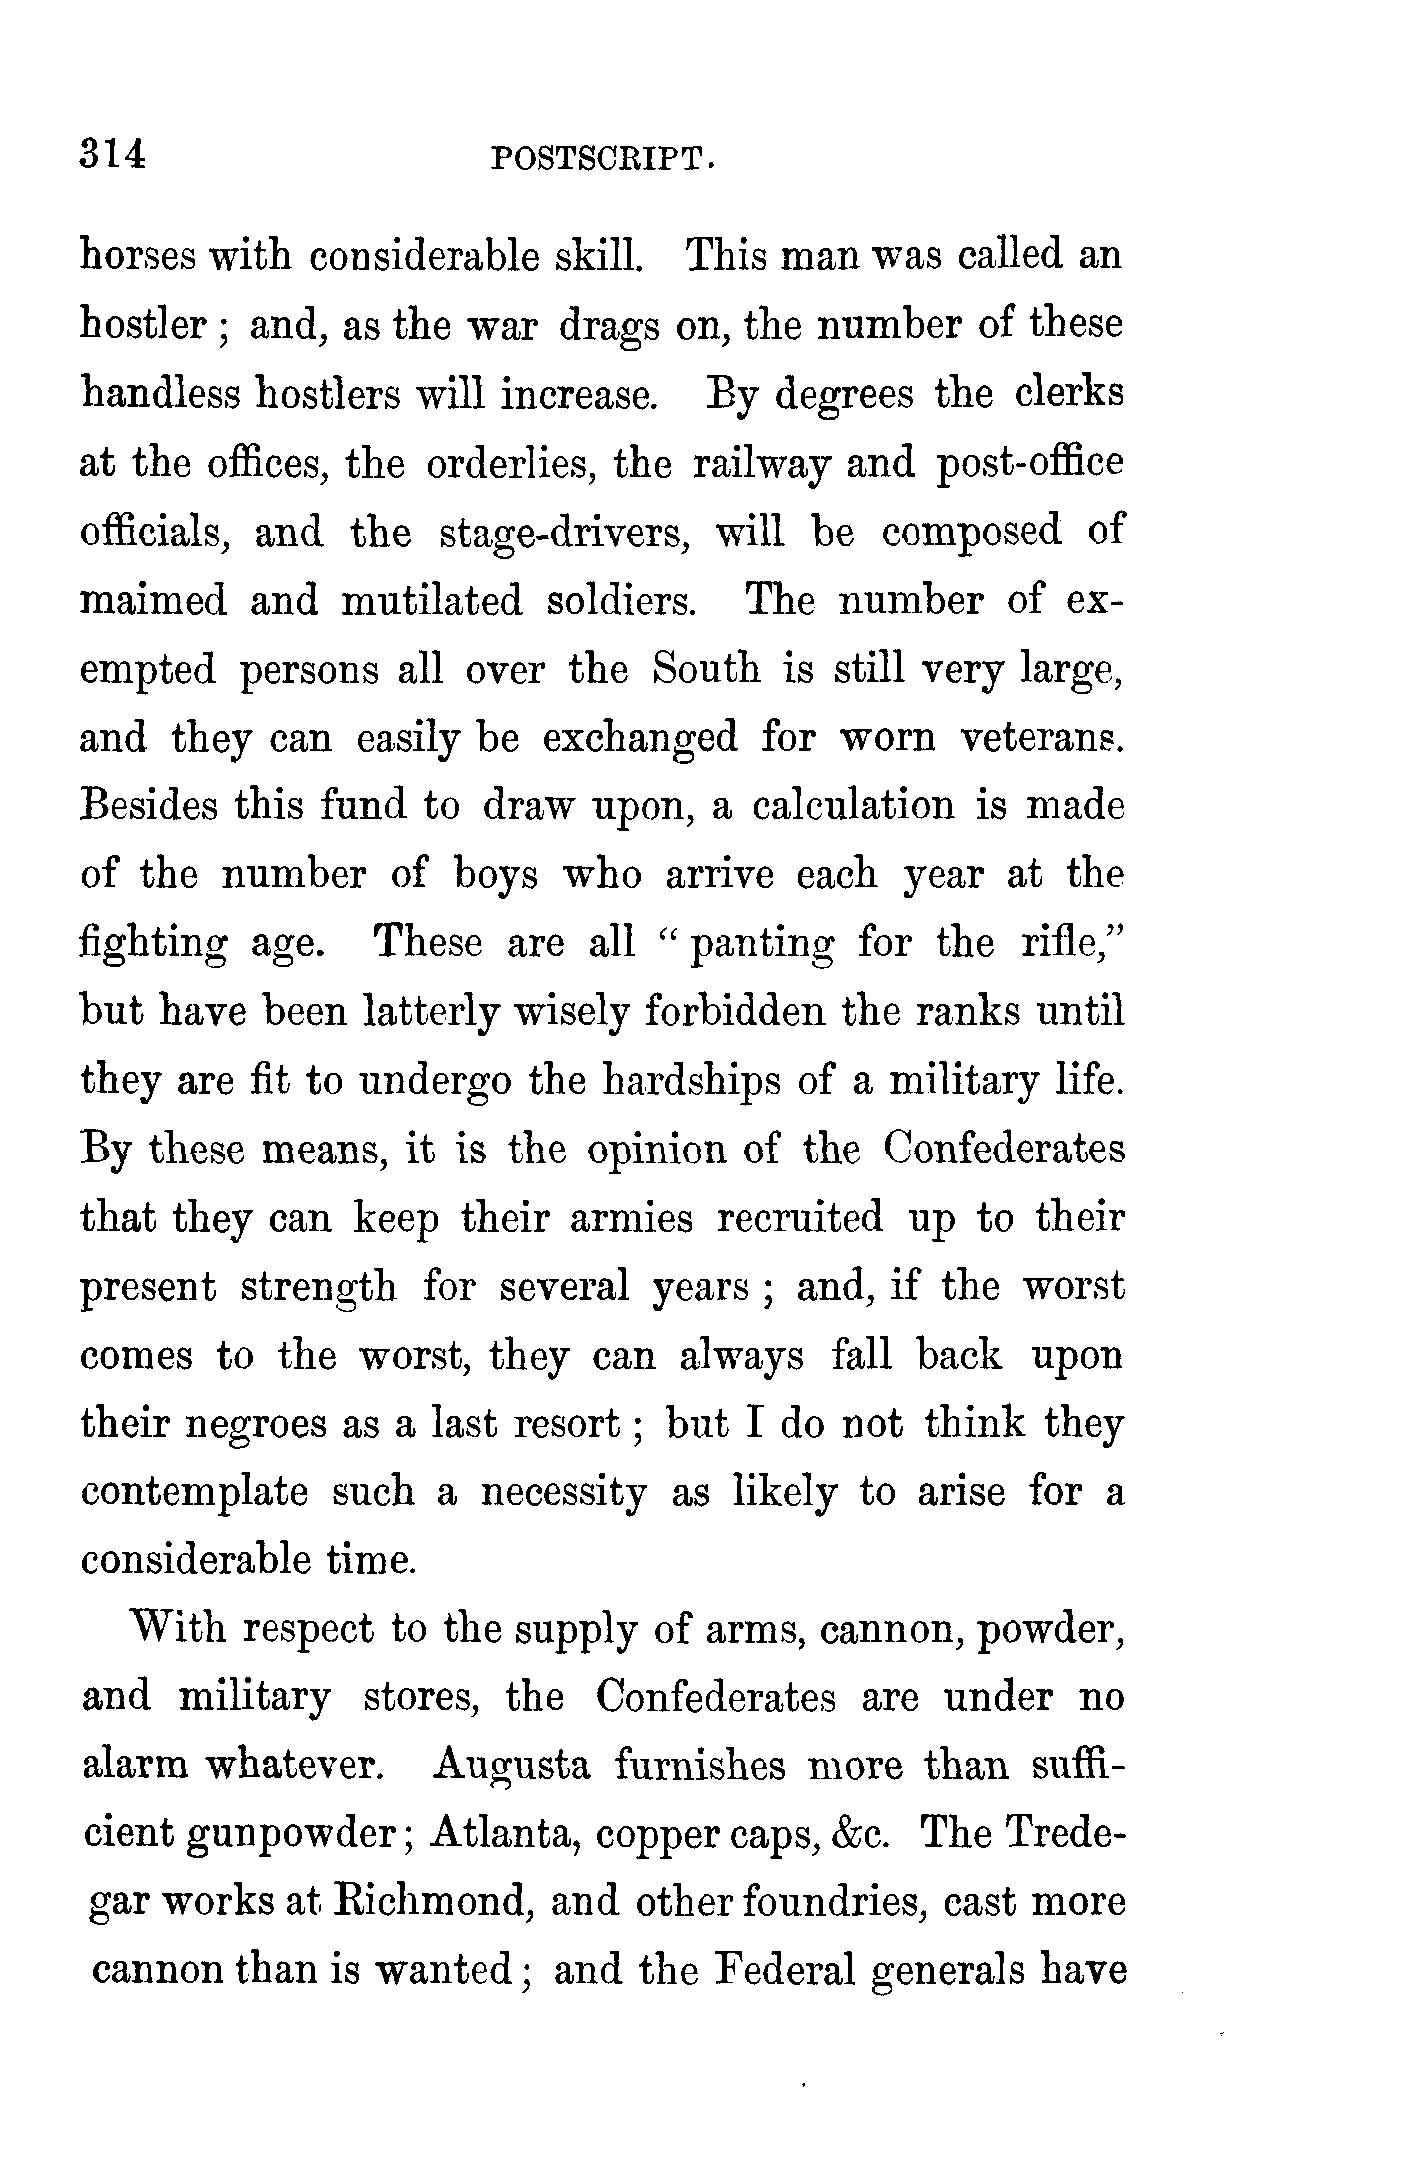 314 POSTSCRIPT.
horses with considerable skill. This man was called an
hostler ; and, as the war drags on, the number of these
handless hostlers will increase. By degrees the clerks
at the offices, the orderlies, the railway and post-office
officials, and the stage-drivers, will be composed of
maimed and mutilated soldiers. The number of ex-
empted persons all over the South is still very large,
and they can easily be exchanged for worn veterans.
Besides this fund to draw upon, a calculation is made
of the number of boys who arrive each year at the
fighting age. These are all “ panting for the rifle,”
but have been latterly wisely forbidden the ranks until
they are fit to undergo the hardships of a military life.
By these means, it is the opinion of the Confederates
that they can keep their armies recruited up to their
present strength for several years ; and, if the worst
comes to the worst, they can always fall back upon
their negroes as a last resort ; but I do not think they
contemplate such a necessity as likely to arise for a
considerable time.
With respect to the supply of arms, cannon, powder,
and military stores, the Confederates are under no
alarm whatever. Augusta furnishes more than suffi-
cient gunpowder ; Atlanta, copper caps, &c. The Trede-
gar works at Richmond, and other foundries, cast more
cannon than is wanted ; and the Federal generals have